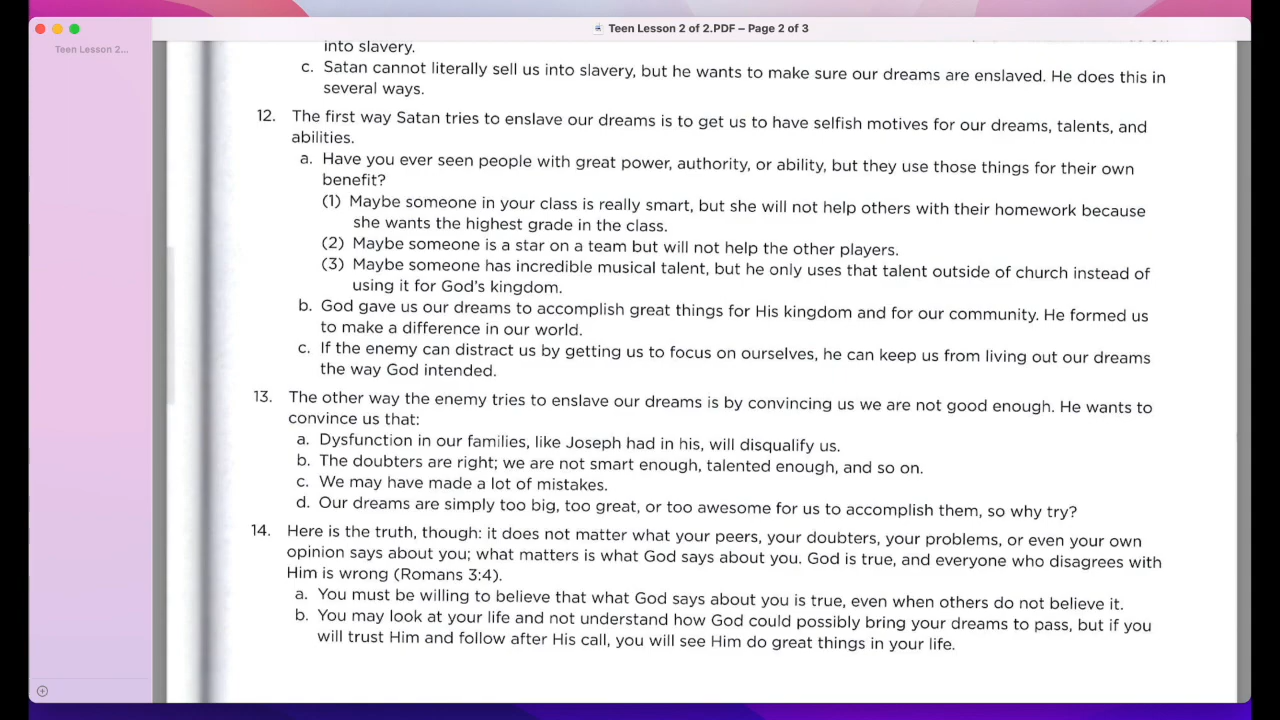 Teen Lesson 2 of 2.PDF – Page 2 of 3
Teen Lesson 2...
into slavery.
c. Satan cannot literally sell us into slavery, but he wants to make sure our dreams are enslaved. He does this in
several ways.
12. The first way Satan tries to enslave our dreams is to get us to have selfish motives for our dreams, talents, and
abilities.
a. Have you ever seen people with great power, authority, or ability, but they use those things for their own
benefit?
(1) Maybe someone in your class is really smart, but she will not help others with their homework because
she wants the highest grade in the class.
(2) Maybe someone is a star on a team but will not help the other players.
(3) Maybe someone has incredible musical talent, but he only uses that talent outside of church instead of
using it for God's kingdom.
b. God gave us our dreams to accomplish great things for His kingdom and for our community. He formed us
to make a difference in our world.
c. If the enemy can distract us by getting us to focus on ourselves, he can keep us from living out our dreams
the way God intended.
13. The other way the enemy tries to enslave our dreams is by convincing us we are not good enough. He wants to
convince us that:
a. Dysfunction in our families, like Joseph had in his, will disqualify us.
b. The doubters are right; we are not smart enough, talented enough, and so on.
c. We may have made a lot of mistakes.
d. Our dreams are simply too big, too great, or too awesome for us to accomplish them, so why try?
14. Here is the truth, though: it does not matter what your peers, your doubters, your problems, or even your own
opinion says about you; what matters is what God says about you. God is true, and everyone who disagrees with
Him is wrong (Romans 3:4).
a. You must be willing to believe that what God says about you is true, even when others do not believe it.
b. You may look at your life and not understand how God could possibly bring your dreams to pass, but if you
will trust Him and follow after His call, you will see Him do great things in your life.